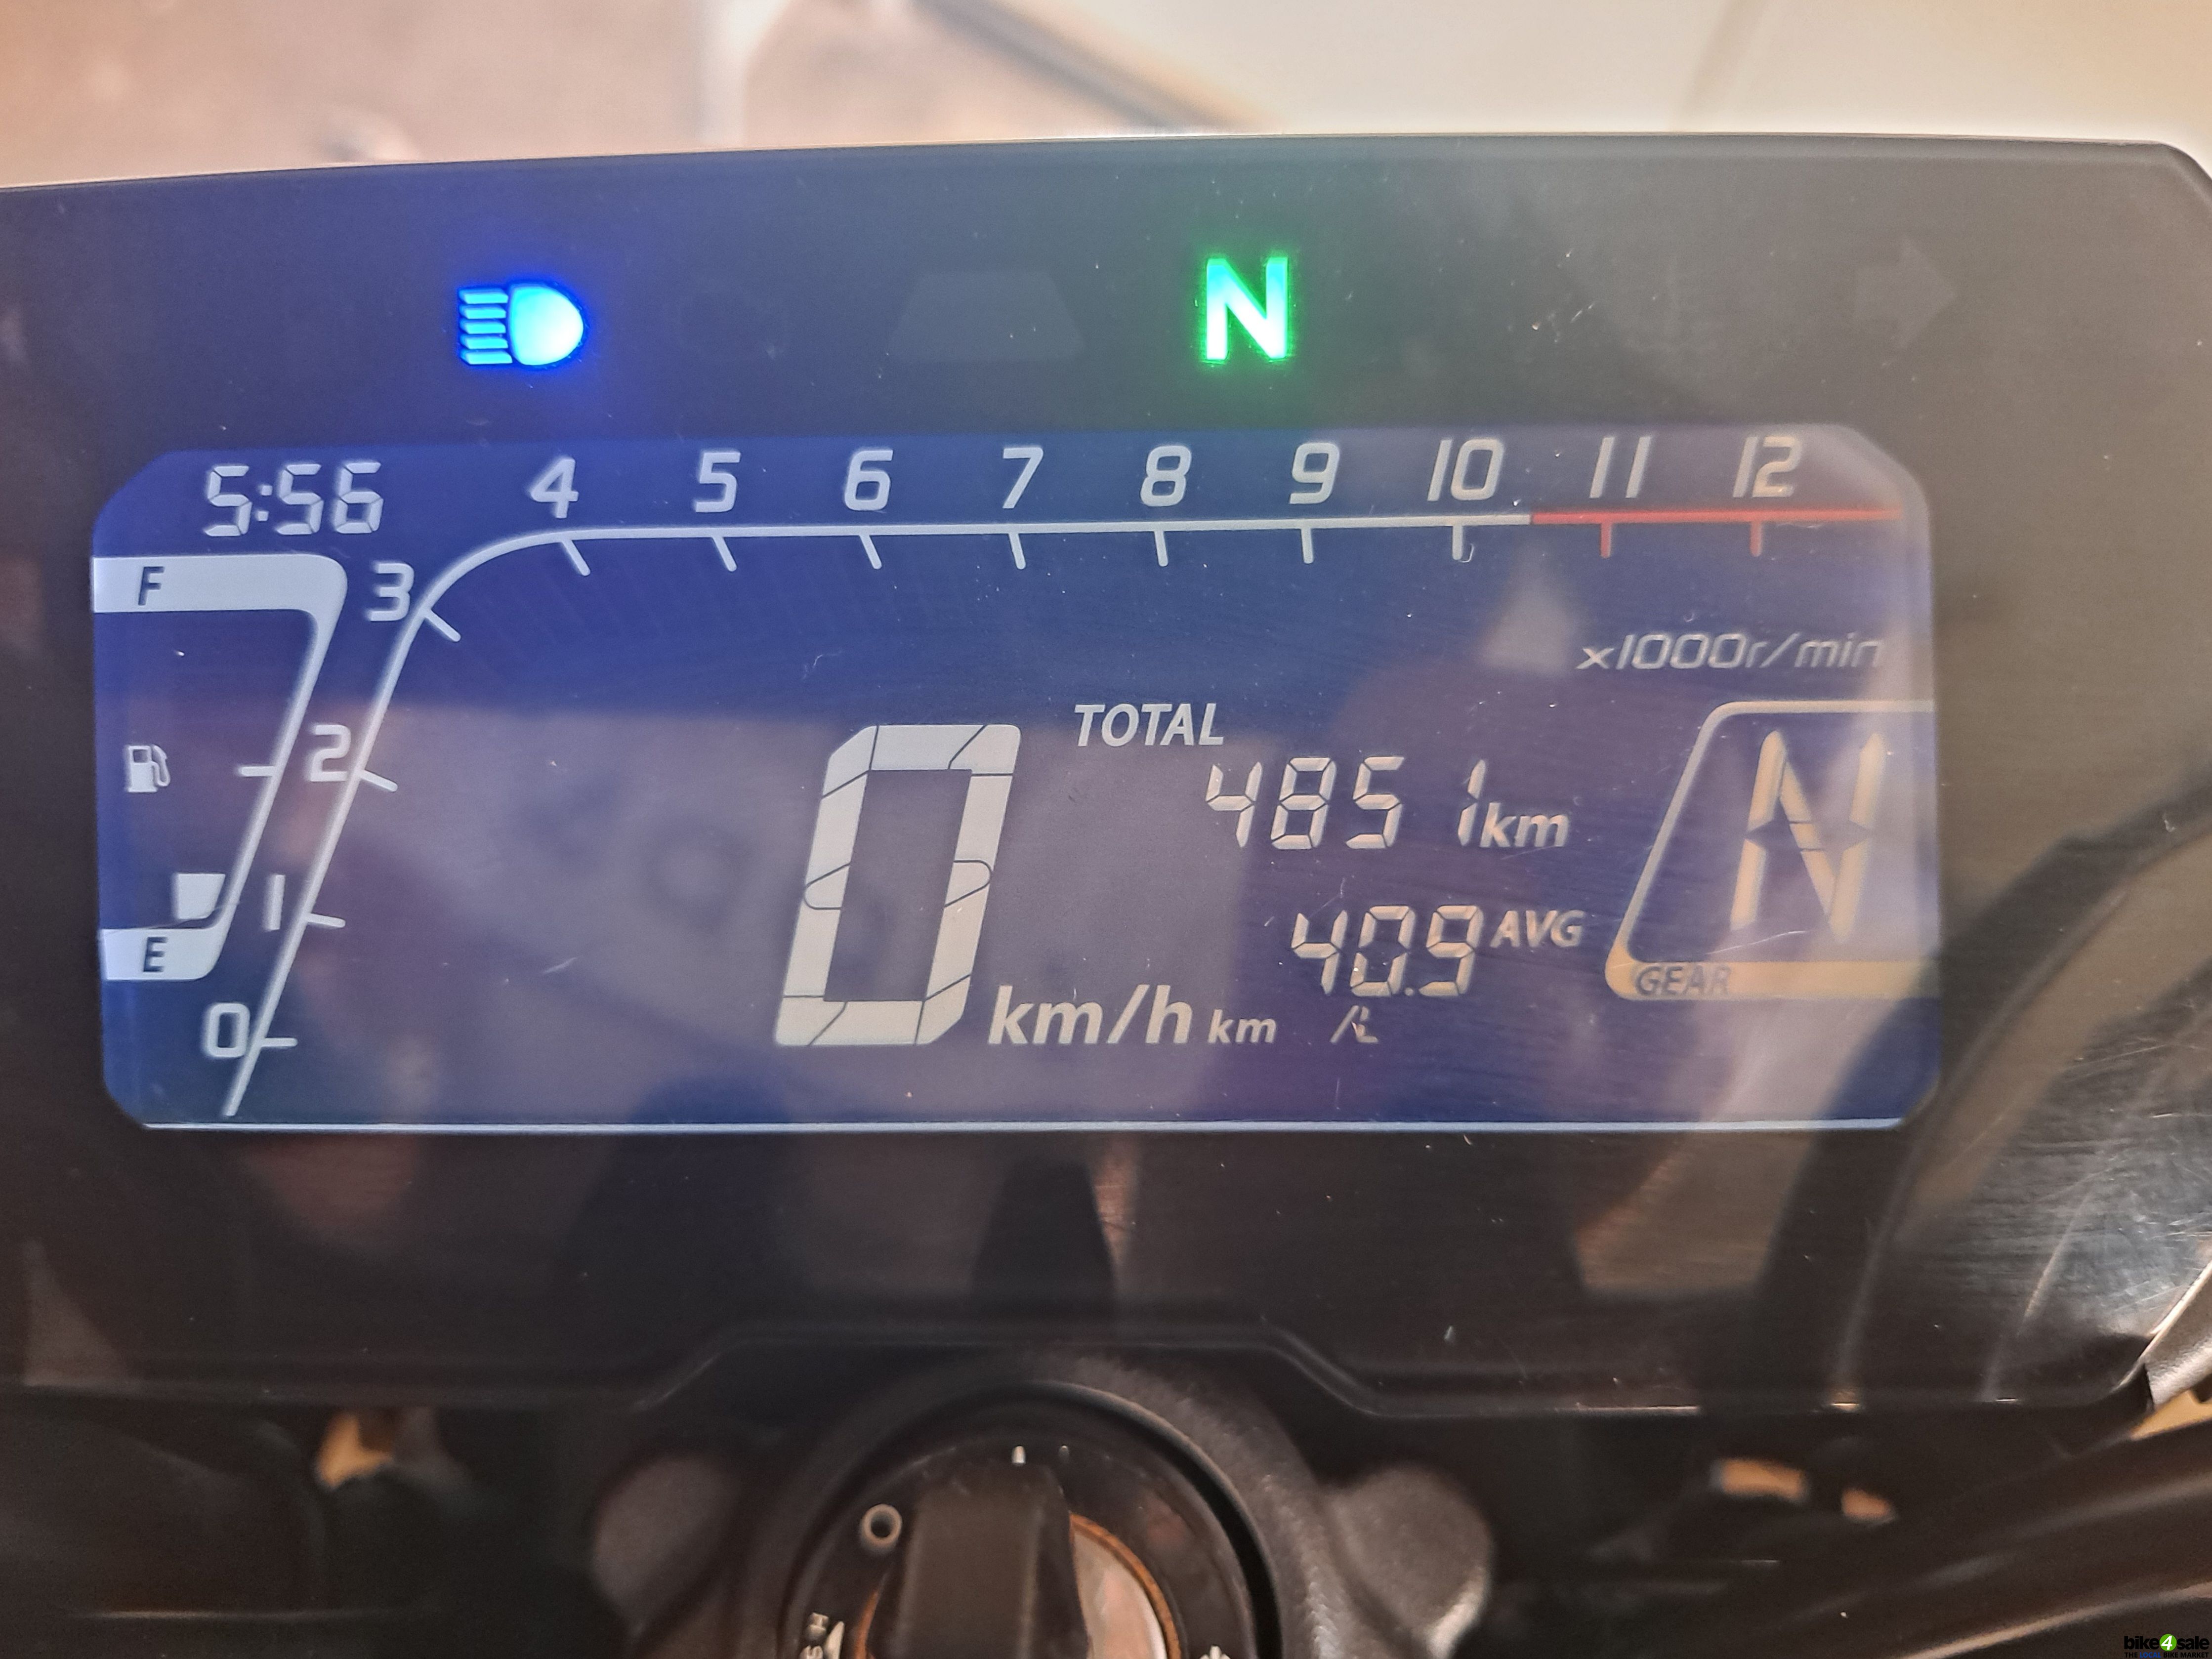 N
5:56 4 5 6 7 8 9 10 11 12
F 3
x1000r/min
TOTAL
2
4851km
N
1
40.9 AVG
E
GEAR
0 km/h km /L
0
bike4sale